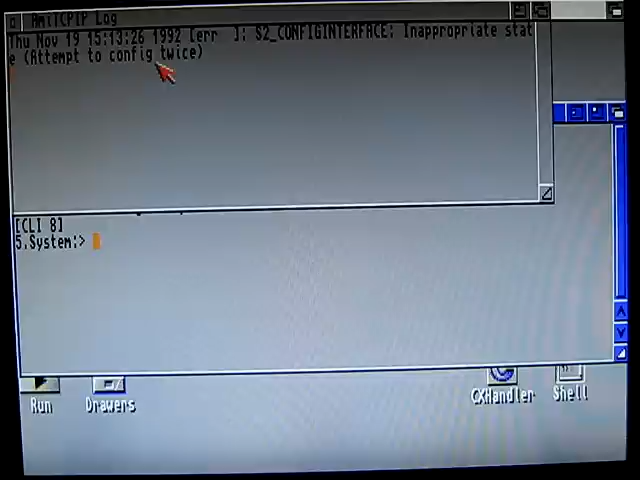 AmiTCPIP Log
Thu Nov 19 15:13:26 1992 [err  ]: S2_CONFIGINTERFACE: Inappropriate stat
e (Attempt to config twice)
[CLI 8]
5.System:>
Run
Drawers
CXHandler
Shell